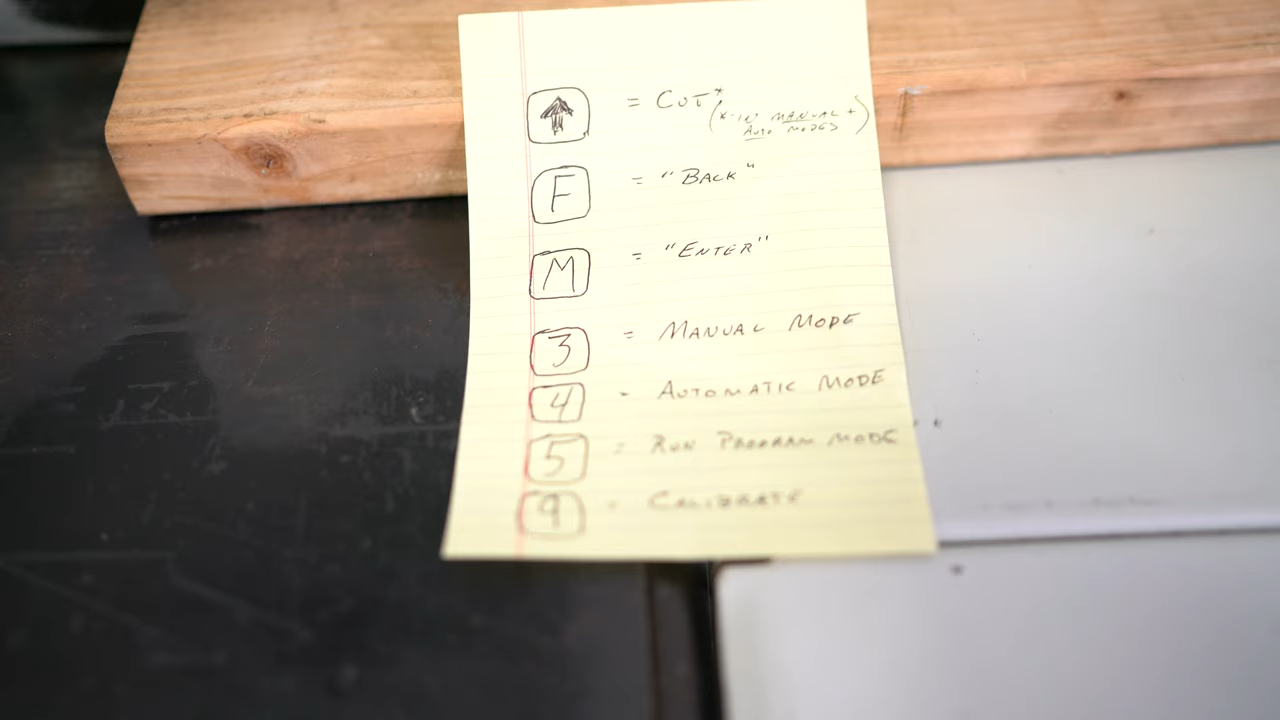 ↑ = CUT*
(*-IN MANUAL +
AUTO MODES)
F = "BACK"
M = "ENTER"
3 = MANUAL MODE
4 - AUTOMATIC MODE
5 = RUN PROGRAM MODE
9 - CALIBRATE